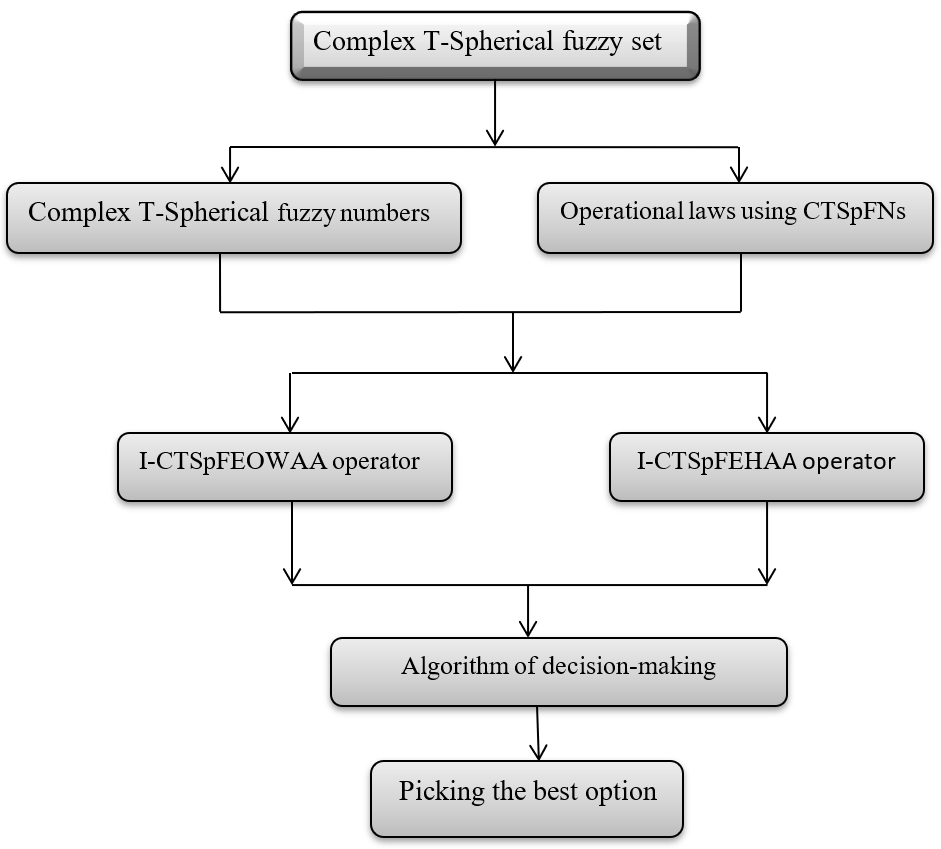 Complex T-Spherical fuzzy set
Complex T-Spherical fuzzy numbers
Operational laws using CTSpFNs
I-CTSpFEOWAA operator
I-CTSpFEHAA operator
Algorithm of decision-making
Picking the best option